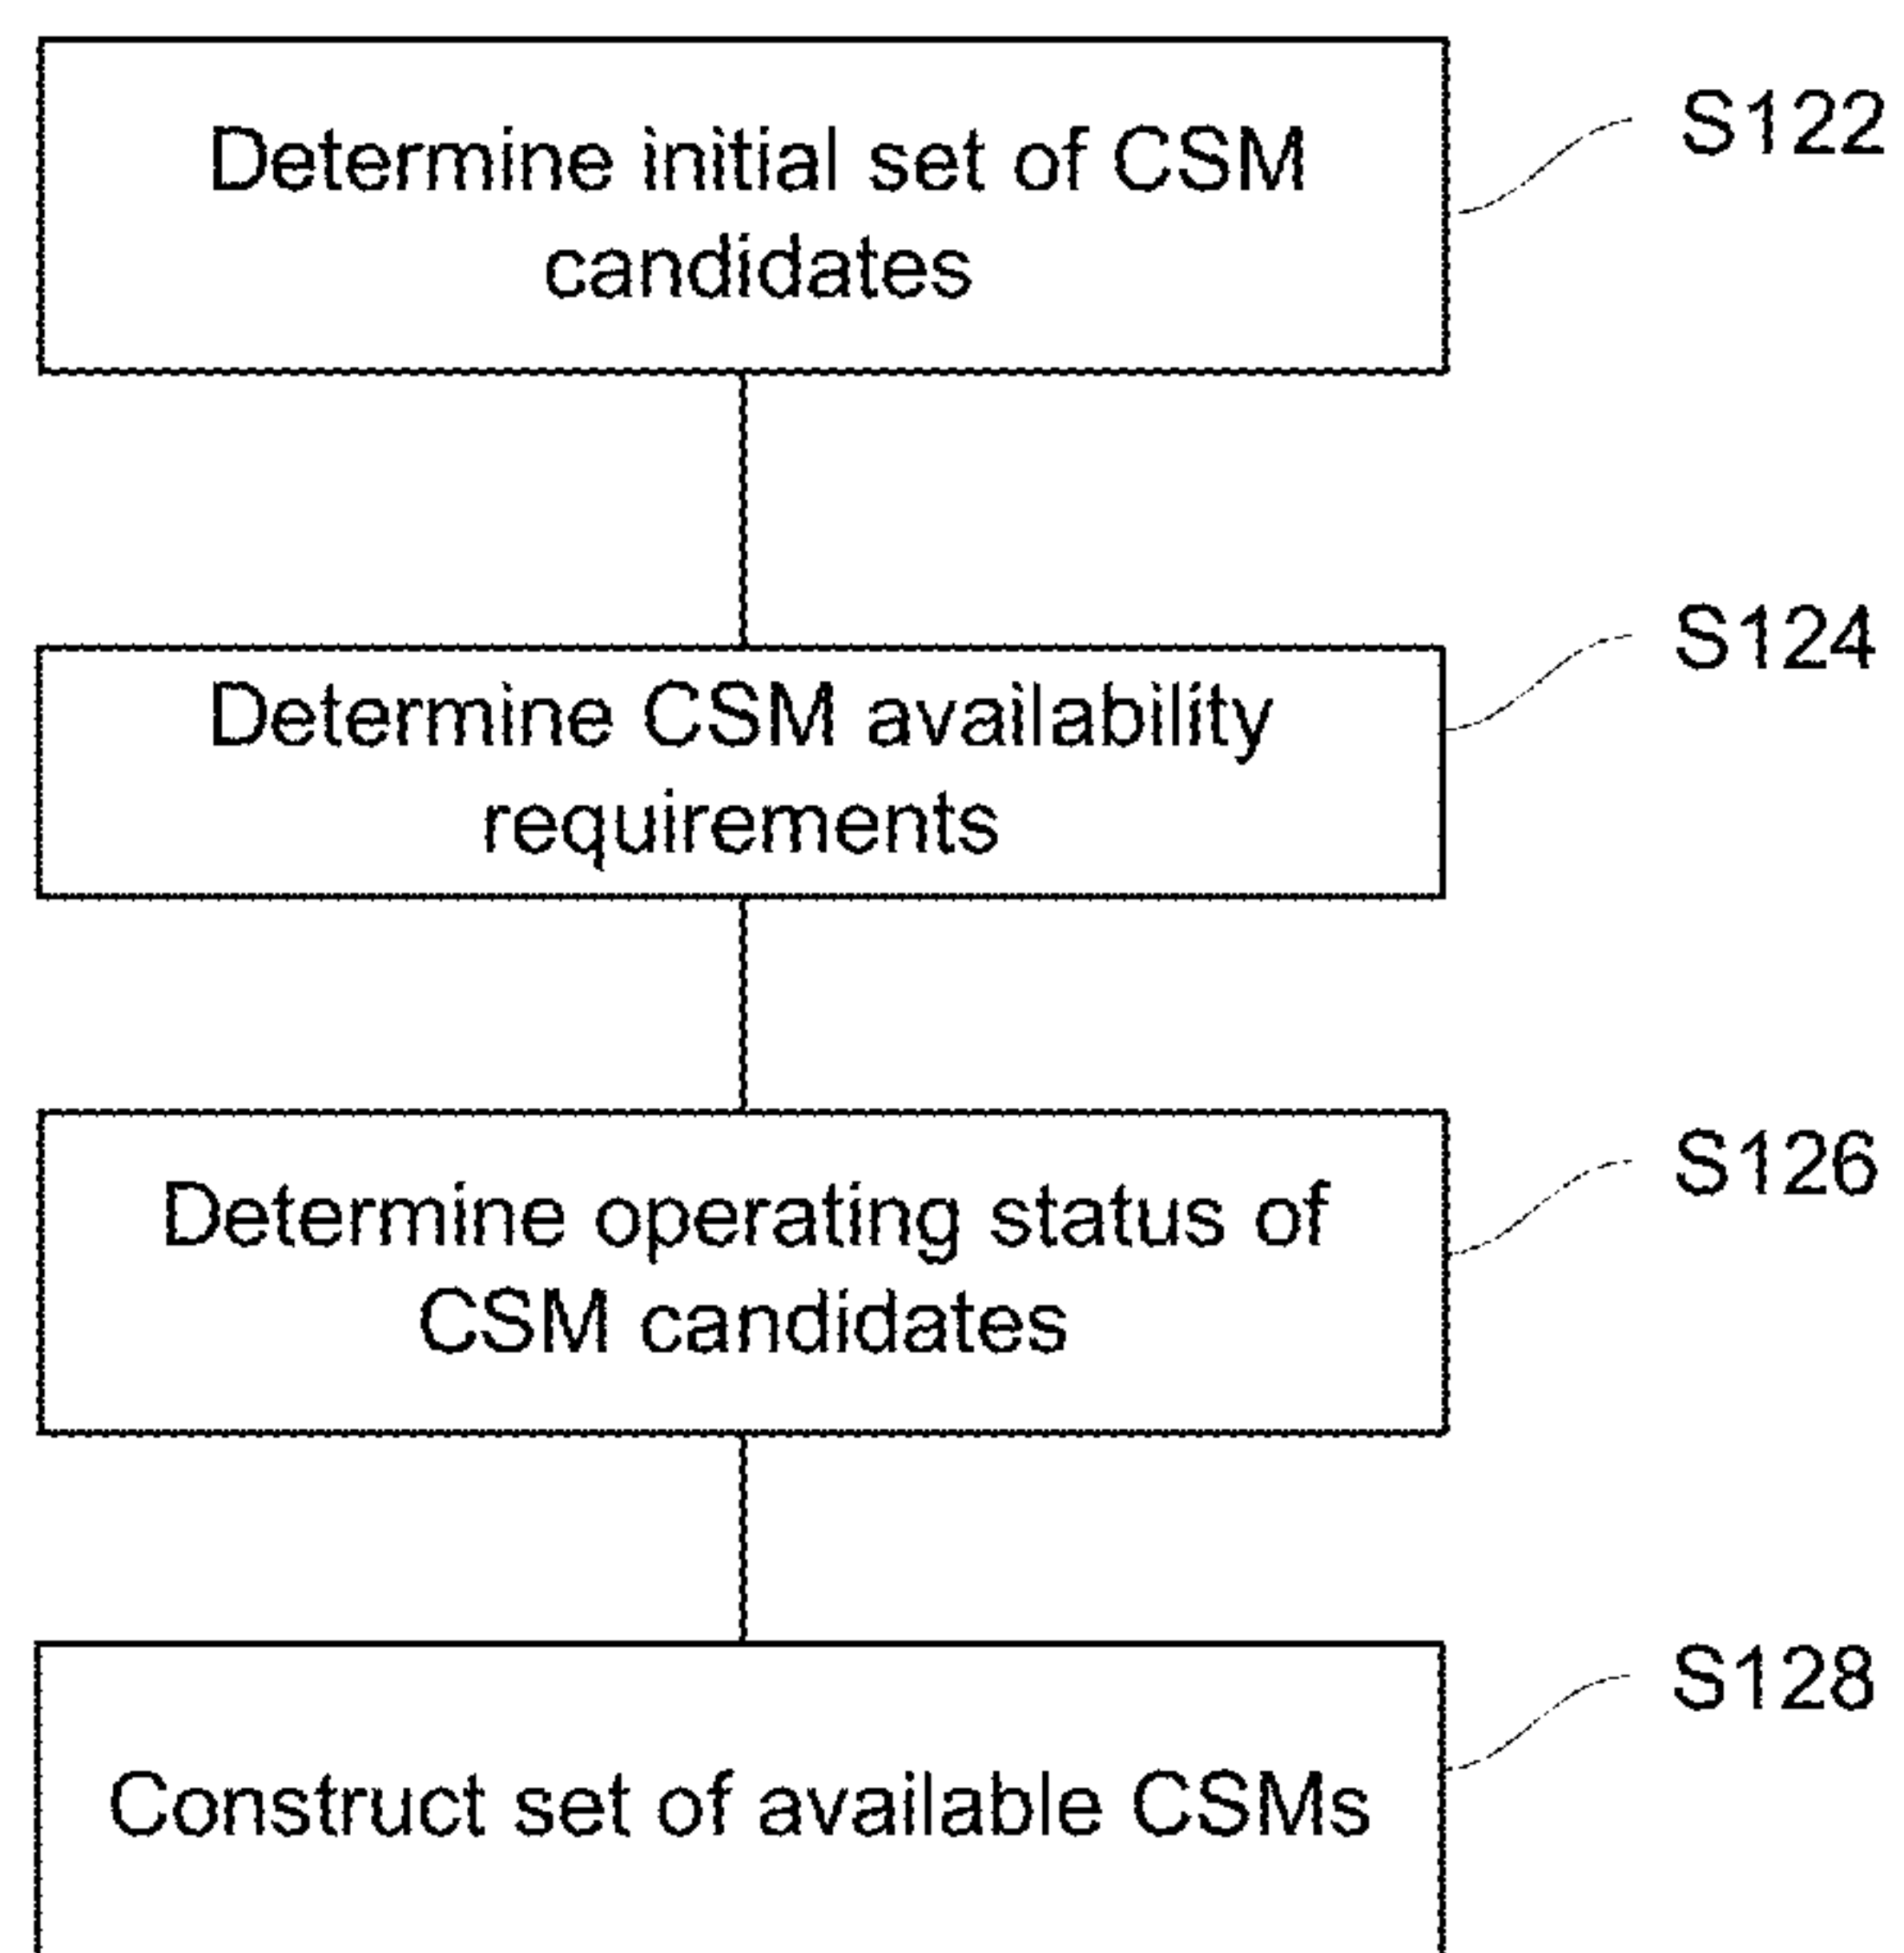 Determine initial set of CSM
candidates
S122
Determine CSM availability
requirements
S124
Determine operating status of
CSM candidates
S126
Construct set of available CSMs
S128